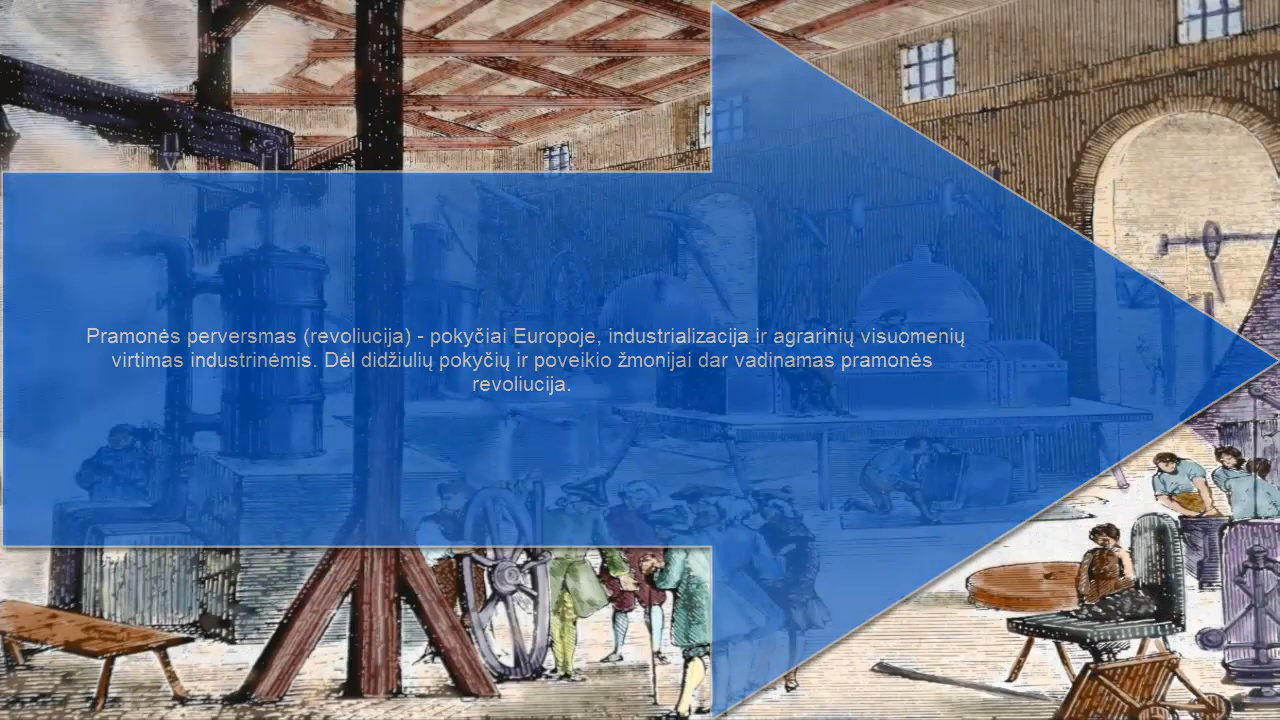 Pramonės perversmas (revoliucija) - pokyčiai Europoje, industrializacija ir agrarinių visuomenių
virtimas industrinėmis. Dėl didžiulių pokyčių ir poveikio žmonijai dar vadinamas pramonės
revoliucija.